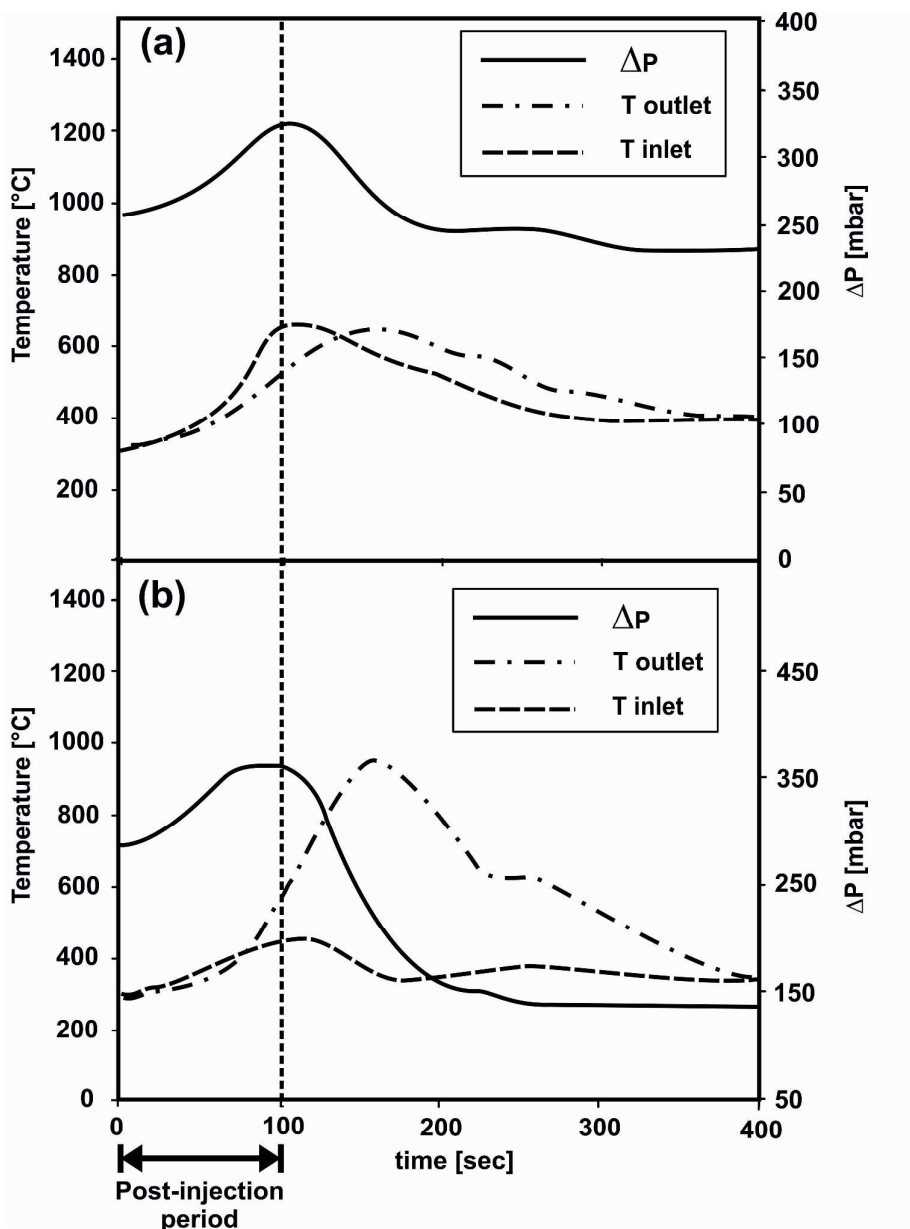 (a)
ΔP
T outlet
T inlet
1400
1200
1000
800
600
400
200
Temperature [°C]
400
350
300
250
200
150
100
50
0
ΔP [mbar]
(b)
ΔP
T outlet
T inlet
1400
1200
1000
800
600
400
200
0
Temperature [°C]
450
350
250
150
50
ΔP [mbar]
0 100 200 300 400
time [sec]
Post-injection
period